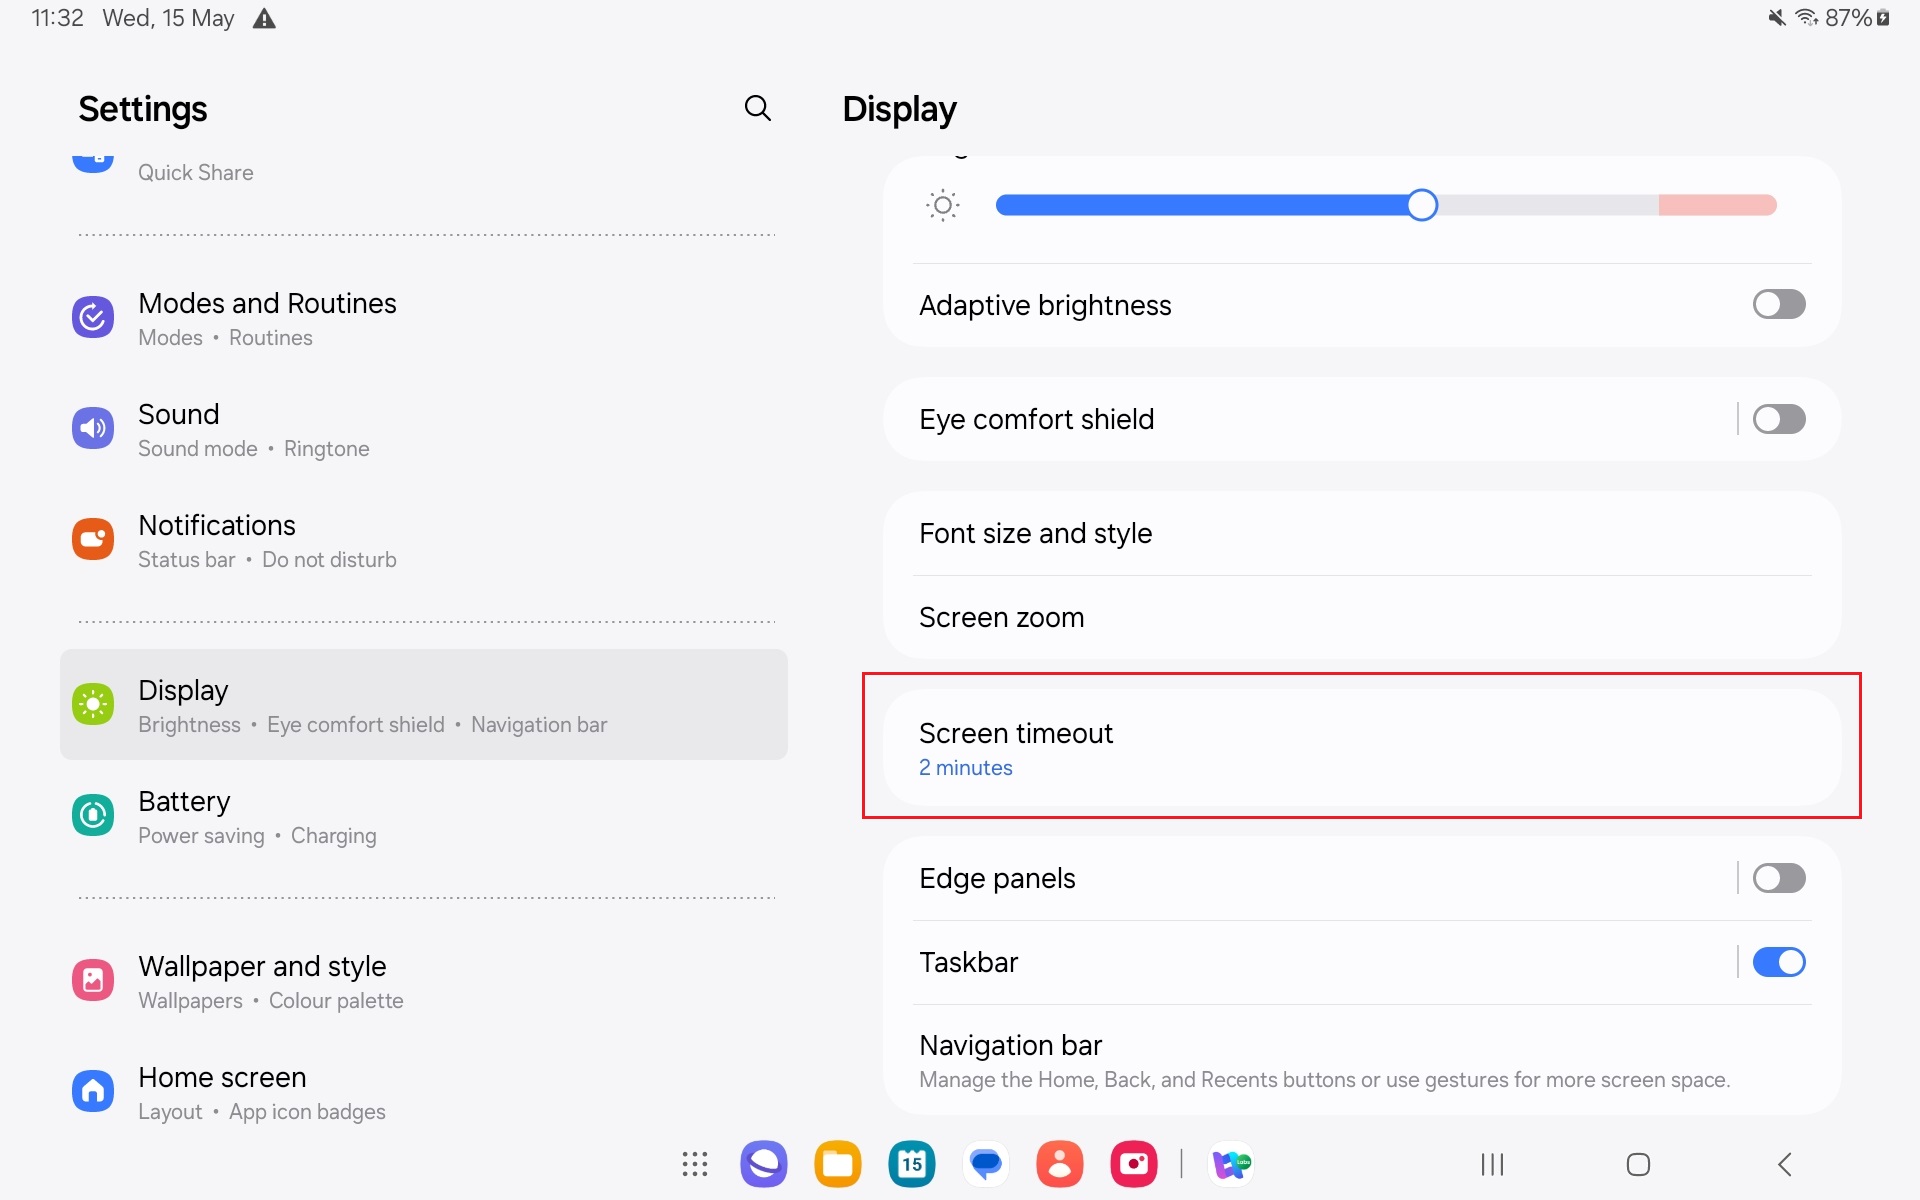 11:32 Wed, 15 May
87%
Settings
Quick Share
Modes and Routines
Modes • Routines
Sound
Sound mode • Ringtone
Notifications
Status bar • Do not disturb
Display
Brightness • Eye comfort shield • Navigation bar
Battery
Power saving • Charging
Wallpaper and style
Wallpapers • Colour palette
Home screen
Layout • App icon badges
Display
Adaptive brightness
Eye comfort shield
Font size and style
Screen zoom
Screen timeout
2 minutes
Edge panels
Taskbar
Navigation bar
Manage the Home, Back, and Recents buttons or use gestures for more screen space.
15
Labs